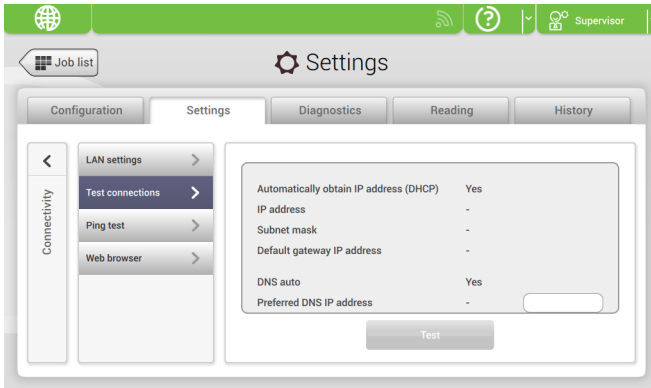 Supervisor
Job list
Settings
Configuration
Settings
Diagnostics
Reading
History
Connectivity
LAN settings
Test connections
Ping test
Web browser
Automatically obtain IP address (DHCP) Yes
IP address -
Subnet mask -
Default gateway IP address -
DNS auto Yes
Preferred DNS IP address -
Test